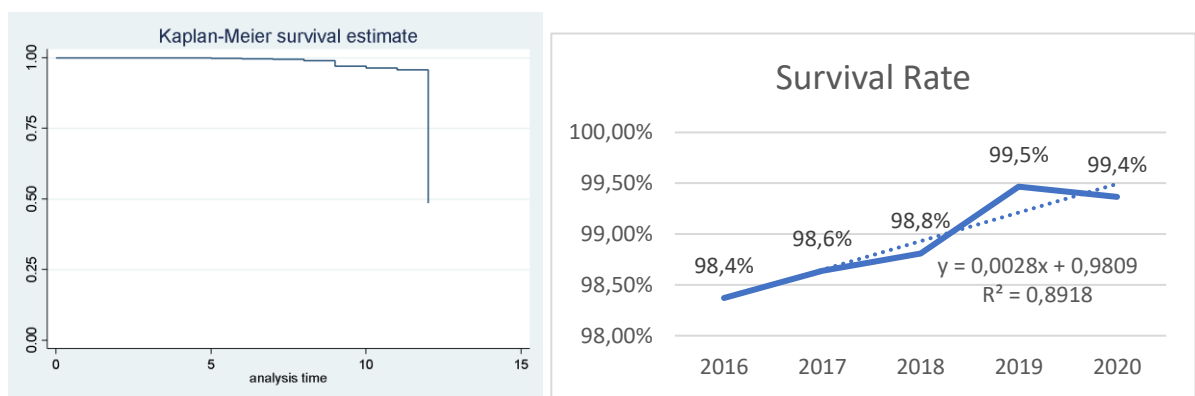 Kaplan-Meier survival estimate
1.00
0.75
0.50
0.25
0.00
0 5 10 15
analysis time
Survival Rate
100,00%
99,50%
99,00%
98,50%
98,00%
98,4%
98,6%
98,8%
99,5%
99,4%
y = 0,0028x + 0,9809
R² = 0,8918
2016 2017 2018 2019 2020